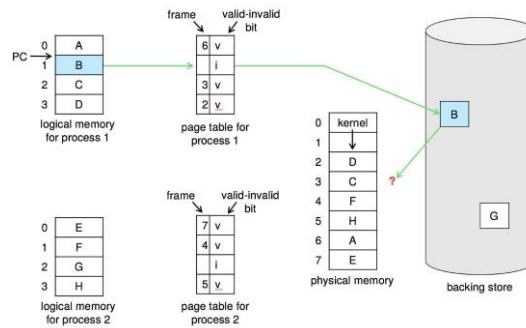 frame
valid-invalid
bit
PC
0 A
1 B
2 C
3 D
logical memory
for process 1
6 v
i
3 v
2 v
page table for
process 1
0 kernel
1
2 D
3 C
4 F
5 H
6 A
7 E
physical memory
?
B
G
backing store
frame
valid-invalid
bit
0 E
1 F
2 G
3 H
logical memory
for process 2
7 v
4 v
i
5 v
page table for
process 2